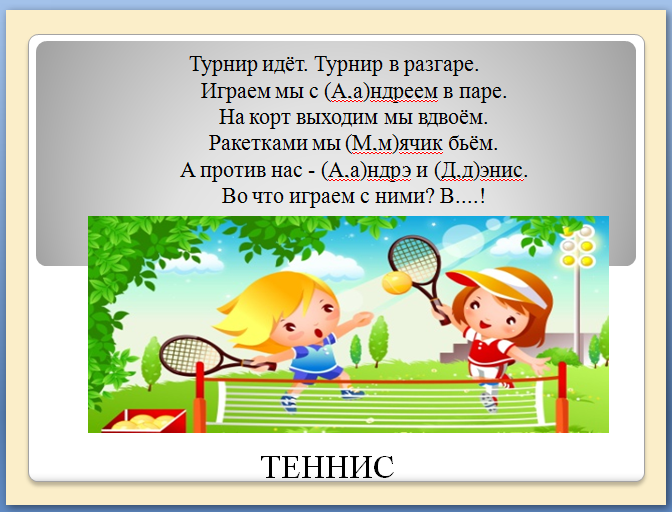 Турнир идёт. Турнир в разгаре.
Играем мы с (А,а)ндреем в паре.
На корт выходим мы вдвоём.
Ракетками мы (М,м)ячик бьём.
А против нас - (А,а)ндрэ и (Д,д)энис.
Во что играем с ними? В....!
ТЕННИС